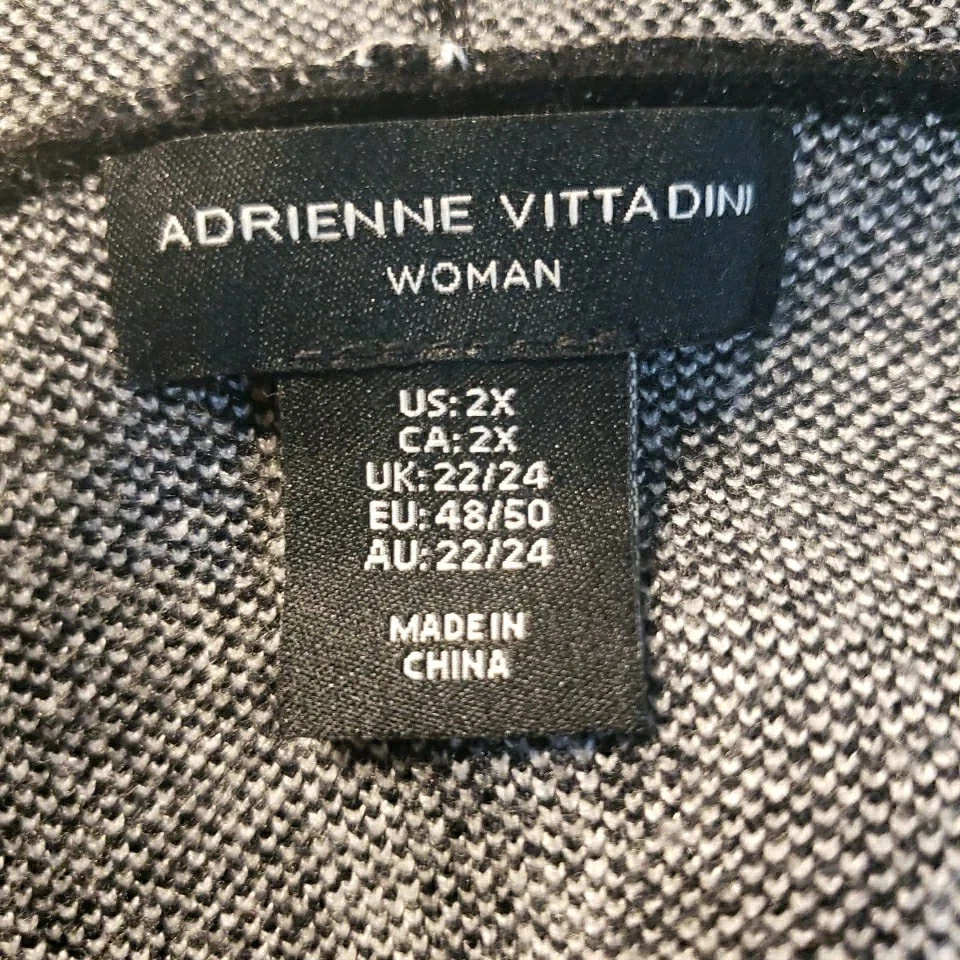 ADRIENNE VITTADINI
WOMAN
US: 2X
CA: 2X
UK: 22/24
EU: 48/50
AU: 22/24
MADE IN
CHINA